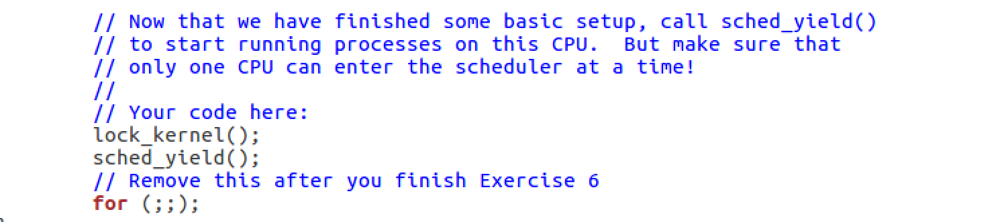 // Now that we have finished some basic setup, call sched_yield()
// to start running processes on this CPU.  But make sure that
// only one CPU can enter the scheduler at a time!
//
// Your code here:
lock_kernel();
sched_yield();
// Remove this after you finish Exercise 6
for (;;);